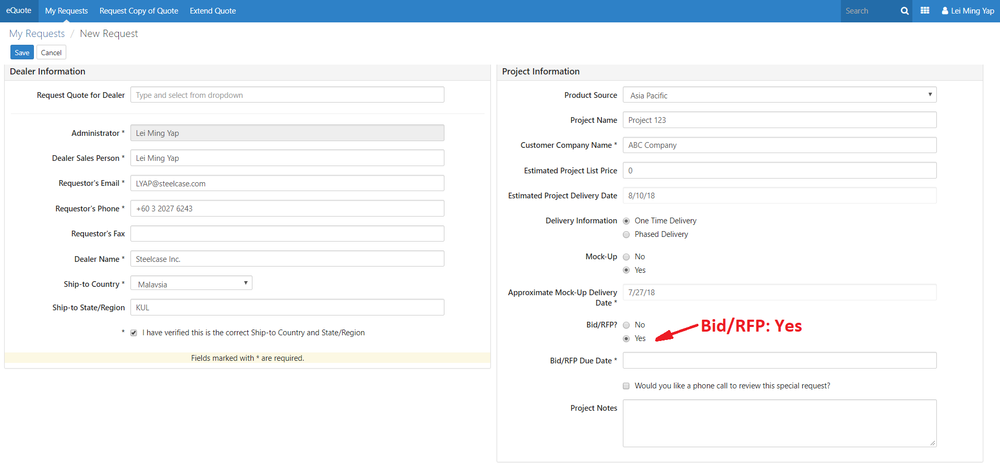 eQuote My Requests Request Copy of Quote Extend Quote Search Lei Ming Yap
My Requests / New Request
Save Cancel
Dealer Information
Request Quote for Dealer Type and select from dropdown
Administrator * Lei Ming Yap
Dealer Sales Person * Lei Ming Yap
Requestor's Email * LYAP@steelcase.com
Requestor's Phone * +60 3 2027 6243
Requestor's Fax
Dealer Name * Steelcase Inc.
Ship-to Country * Malaysia
Ship-to State/Region KUL
* I have verified this is the correct Ship-to Country and State/Region
Fields marked with * are required.
Project Information
Product Source Asia Pacific
Project Name Project 123
Customer Company Name * ABC Company
Estimated Project List Price 0
Estimated Project Delivery Date 8/10/18
Delivery Information One Time Delivery
Phased Delivery
Mock-Up No
Yes
Approximate Mock-Up Delivery 7/27/18
Date *
Bid/RFP? No
Bid/RFP: Yes
Yes
Bid/RFP Due Date *
Would you like a phone call to review this special request?
Project Notes